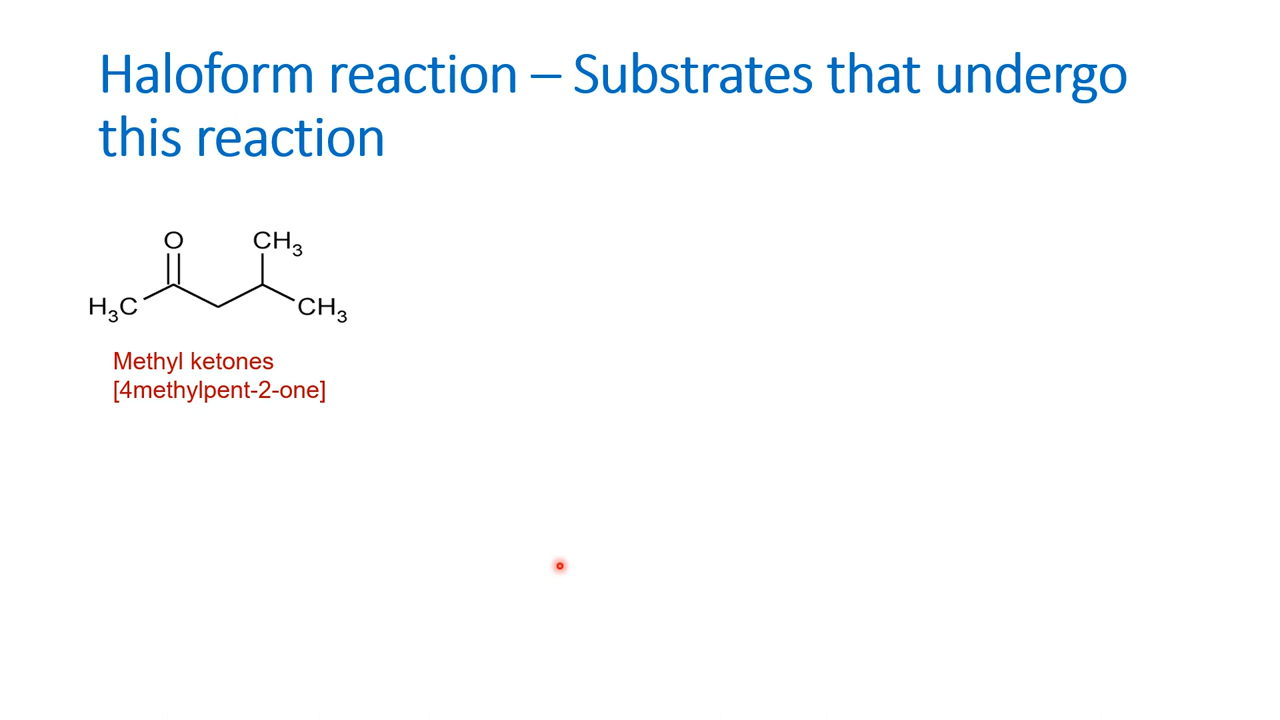 Haloform reaction – Substrates that undergo
this reaction
O
CH3
H3C
CH3
Methyl ketones
[4methylpent-2-one]